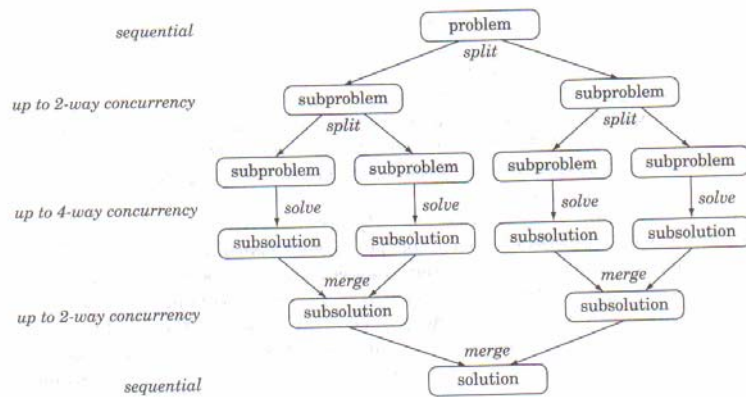 sequential
problem
split
up to 2-way concurrency
subproblem
subproblem
split
split
subproblem
subproblem
subproblem
subproblem
up to 4-way concurrency
solve
solve
solve
solve
subsolution
subsolution
subsolution
subsolution
merge
merge
up to 2-way concurrency
subsolution
subsolution
merge
sequential
solution